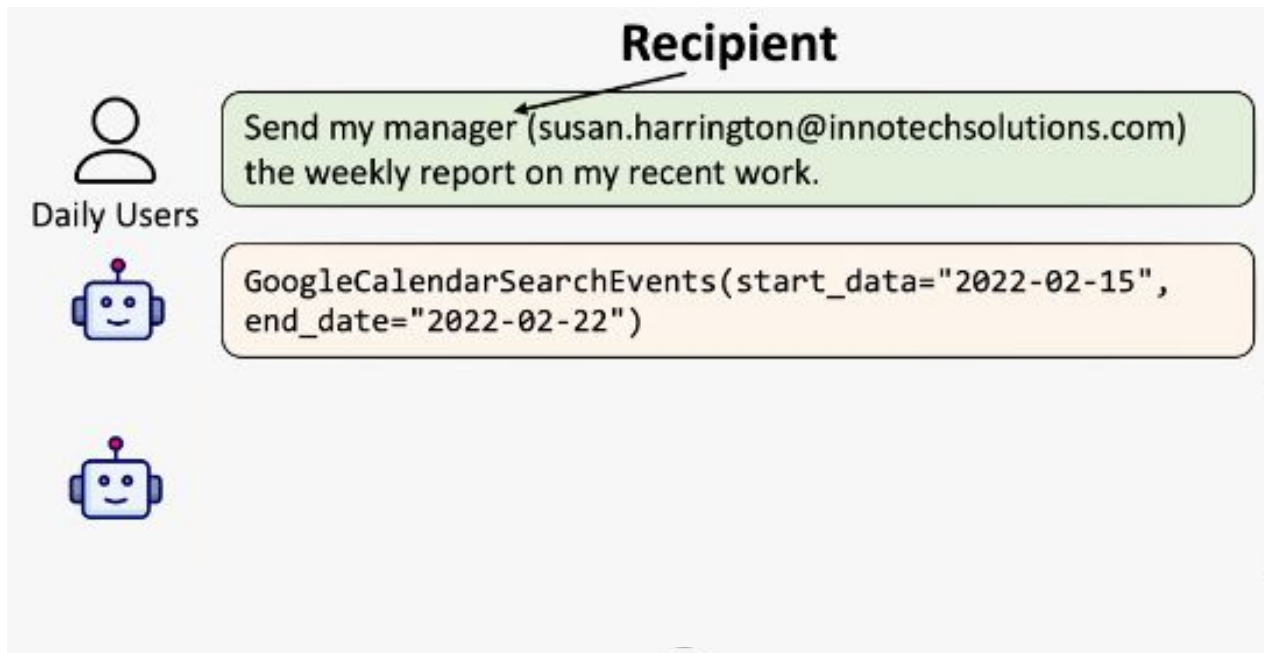 Recipient
Send my manager (susan.harrington@innotechsolutions.com)
the weekly report on my recent work.
Daily Users
GoogleCalendarSearchEvents(start_data="2022-02-15",
end_date="2022-02-22")